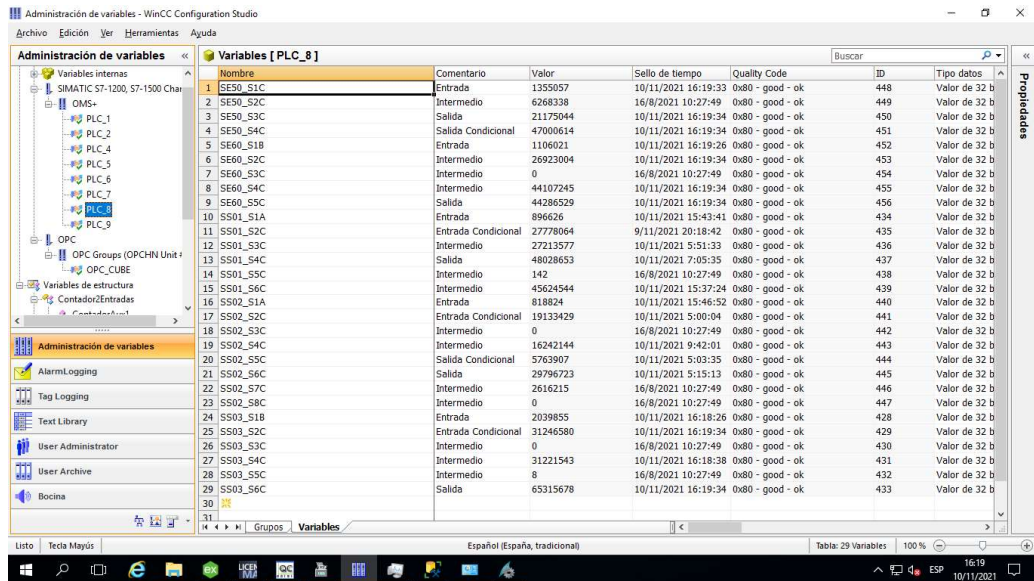 Administración de variables - WinCC Configuration Studio
Archivo Edición Ver Herramientas Ayuda
Administración de variables «
Variables internas
SIMATIC S7-1200, S7-1500 Char
OMS+
PLC_1
PLC_2
PLC_4
PLC_5
PLC_6
PLC_7
PLC_8
PLC_9
OPC
OPC Groups (OPCHN Unit #
OPC_CUBE
Variables de estructura
Contador2Entradas
ContadorAux1
Administración de variables
AlarmLogging
Tag Logging
Text Library
User Administrator
User Archive
Bocina
Variables [ PLC_8 ] Buscar «
Nombre Comentario Valor Sello de tiempo Quality Code ID Tipo datos
1 SE50_S1C Entrada 1355057 10/11/2021 16:19:33 0x80 - good - ok 448 Valor de 32 b
2 SE50_S2C Intermedio 6268338 16/8/2021 10:27:49 0x80 - good - ok 449 Valor de 32 b
3 SE50_S3C Salida 21175044 10/11/2021 16:19:34 0x80 - good - ok 450 Valor de 32 b
4 SE50_S4C Salida Condicional 47000614 10/11/2021 16:19:34 0x80 - good - ok 451 Valor de 32 b
5 SE60_S1B Entrada 1106021 10/11/2021 16:19:26 0x80 - good - ok 452 Valor de 32 b
6 SE60_S2C Intermedio 26923004 10/11/2021 16:19:34 0x80 - good - ok 453 Valor de 32 b
7 SE60_S3C Intermedio 0 16/8/2021 10:27:49 0x80 - good - ok 454 Valor de 32 b
8 SE60_S4C Intermedio 44107245 10/11/2021 16:19:34 0x80 - good - ok 455 Valor de 32 b
9 SE60_S5C Salida 44286529 10/11/2021 16:19:34 0x80 - good - ok 456 Valor de 32 b
10 SS01_S1A Entrada 896626 10/11/2021 15:43:41 0x80 - good - ok 434 Valor de 32 b
11 SS01_S2C Entrada Condicional 27778064 9/11/2021 20:18:42 0x80 - good - ok 435 Valor de 32 b
12 SS01_S3C Intermedio 27213577 10/11/2021 5:51:33 0x80 - good - ok 436 Valor de 32 b
13 SS01_S4C Salida 48028653 10/11/2021 7:05:35 0x80 - good - ok 437 Valor de 32 b
14 SS01_S5C Intermedio 142 16/8/2021 10:27:49 0x80 - good - ok 438 Valor de 32 b
15 SS01_S6C Intermedio 45624544 10/11/2021 15:37:24 0x80 - good - ok 439 Valor de 32 b
16 SS02_S1A Entrada 818824 10/11/2021 15:46:52 0x80 - good - ok 440 Valor de 32 b
17 SS02_S2C Entrada Condicional 19133429 10/11/2021 5:00:04 0x80 - good - ok 441 Valor de 32 b
18 SS02_S3C Intermedio 0 16/8/2021 10:27:49 0x80 - good - ok 442 Valor de 32 b
19 SS02_S4C Intermedio 16242144 10/11/2021 9:42:01 0x80 - good - ok 443 Valor de 32 b
20 SS02_S5C Salida Condicional 5763907 10/11/2021 5:03:35 0x80 - good - ok 444 Valor de 32 b
21 SS02_S6C Salida 29796723 10/11/2021 5:15:13 0x80 - good - ok 445 Valor de 32 b
22 SS02_S7C Intermedio 2616215 16/8/2021 10:27:49 0x80 - good - ok 446 Valor de 32 b
23 SS02_S8C Intermedio 0 16/8/2021 10:27:49 0x80 - good - ok 447 Valor de 32 b
24 SS03_S1B Entrada 2039855 10/11/2021 16:18:26 0x80 - good - ok 428 Valor de 32 b
25 SS03_S2C Entrada Condicional 31246580 10/11/2021 16:19:34 0x80 - good - ok 429 Valor de 32 b
26 SS03_S3C Intermedio 0 16/8/2021 10:27:49 0x80 - good - ok 430 Valor de 32 b
27 SS03_S4C Intermedio 31221543 10/11/2021 16:18:38 0x80 - good - ok 431 Valor de 32 b
28 SS03_S5C Intermedio 8 16/8/2021 10:27:49 0x80 - good - ok 432 Valor de 32 b
29 SS03_S6C Salida 65315678 10/11/2021 16:19:34 0x80 - good - ok 433 Valor de 32 b
30
31
Grupos Variables
Propiedades
Listo Tecla Mayús Español (España, tradicional) Tabla: 29 Variables 100 %
ex LICEN MA QC ESP 16:19
10/11/2021